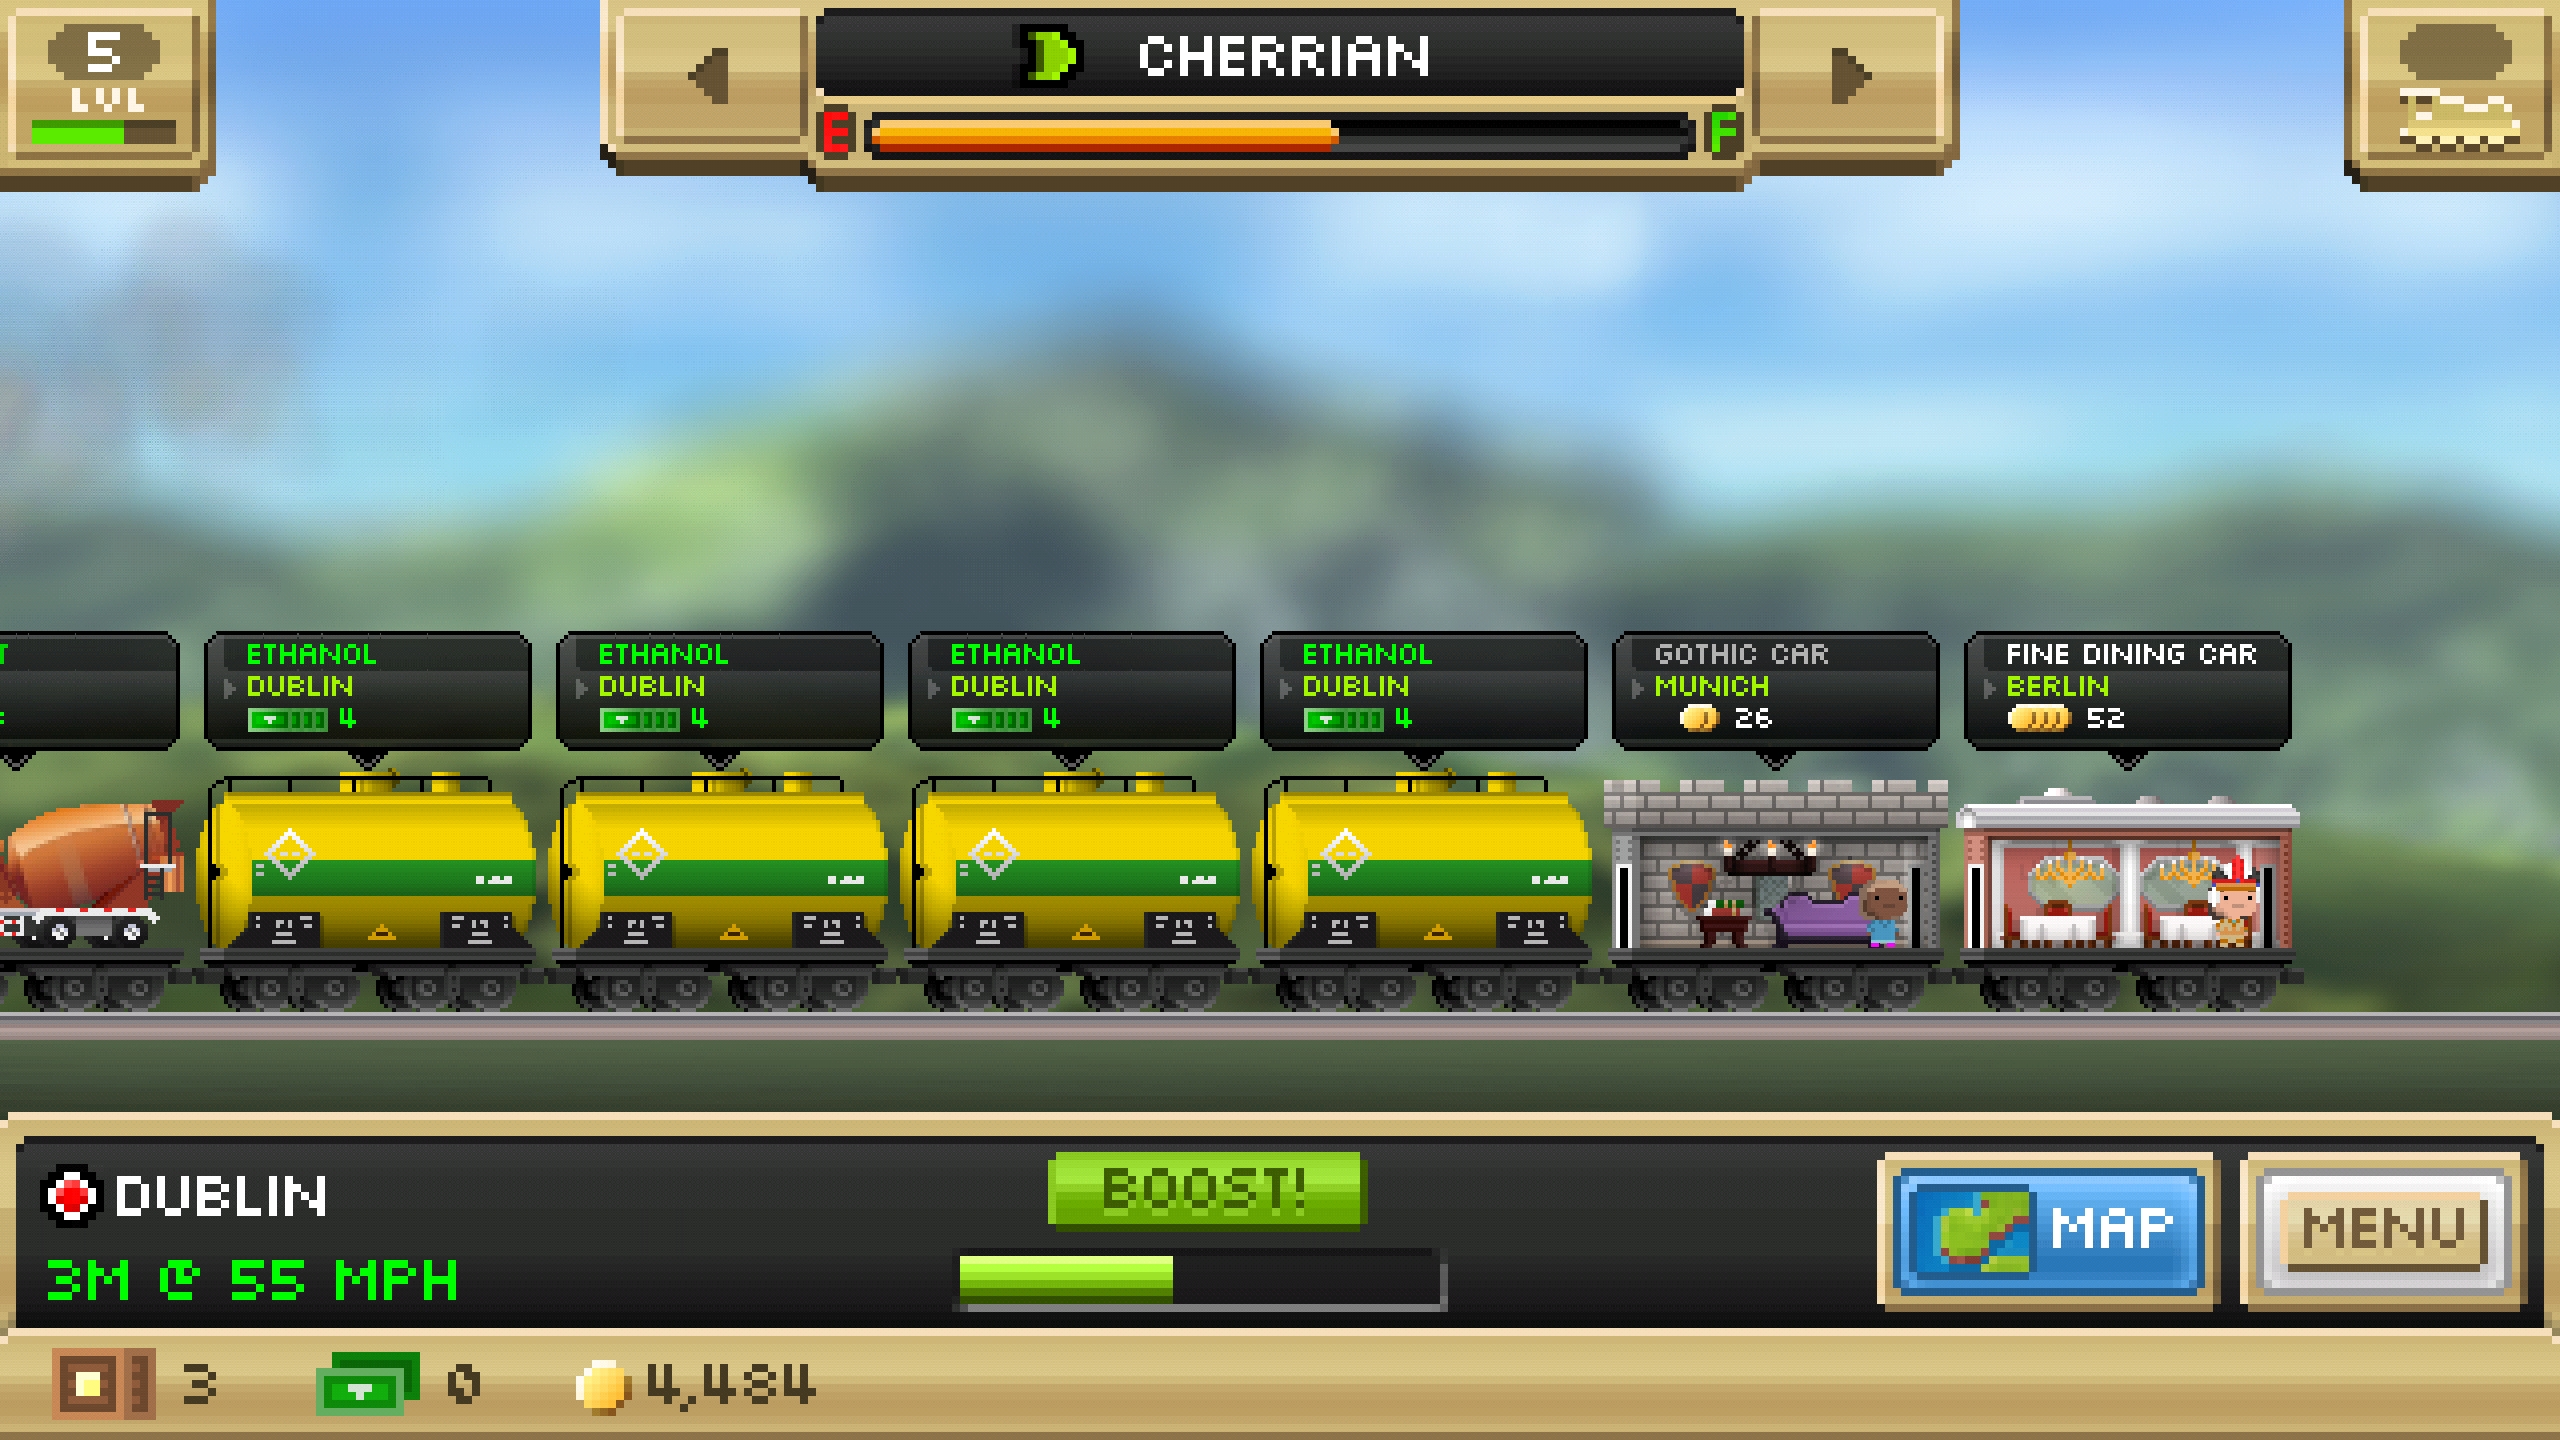 5
LVL
CHERRIAN
E F
ETHANOL
DUBLIN
4
ETHANOL
DUBLIN
4
ETHANOL
DUBLIN
4
ETHANOL
DUBLIN
4
GOTHIC CAR
MUNICH
26
FINE DINING CAR
BERLIN
52
DUBLIN
3M @ 55 MPH
BOOST!
MAP
MENU
3
0
4,484